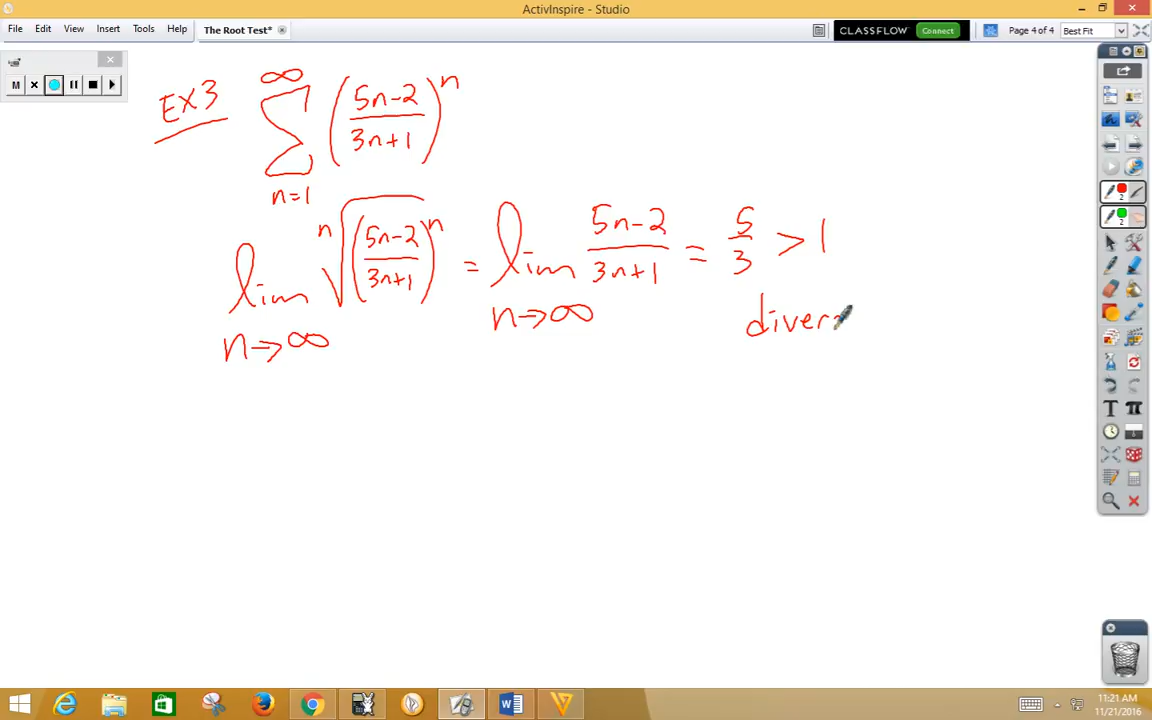 ActivInspire - Studio
File Edit View Insert Tools Help The Root Test* CLASSFLOW Connect Page 4 of 4 Best Fit
M
EX3 ∞ Σ n=1 ((5n-2)/(3n+1))^n
lim n→∞ n√((5n-2)/(3n+1))^n = lim n→∞ (5n-2)/(3n+1) = 5/3 > 1
diver
2
2
T π
11:21 AM
11/21/2016